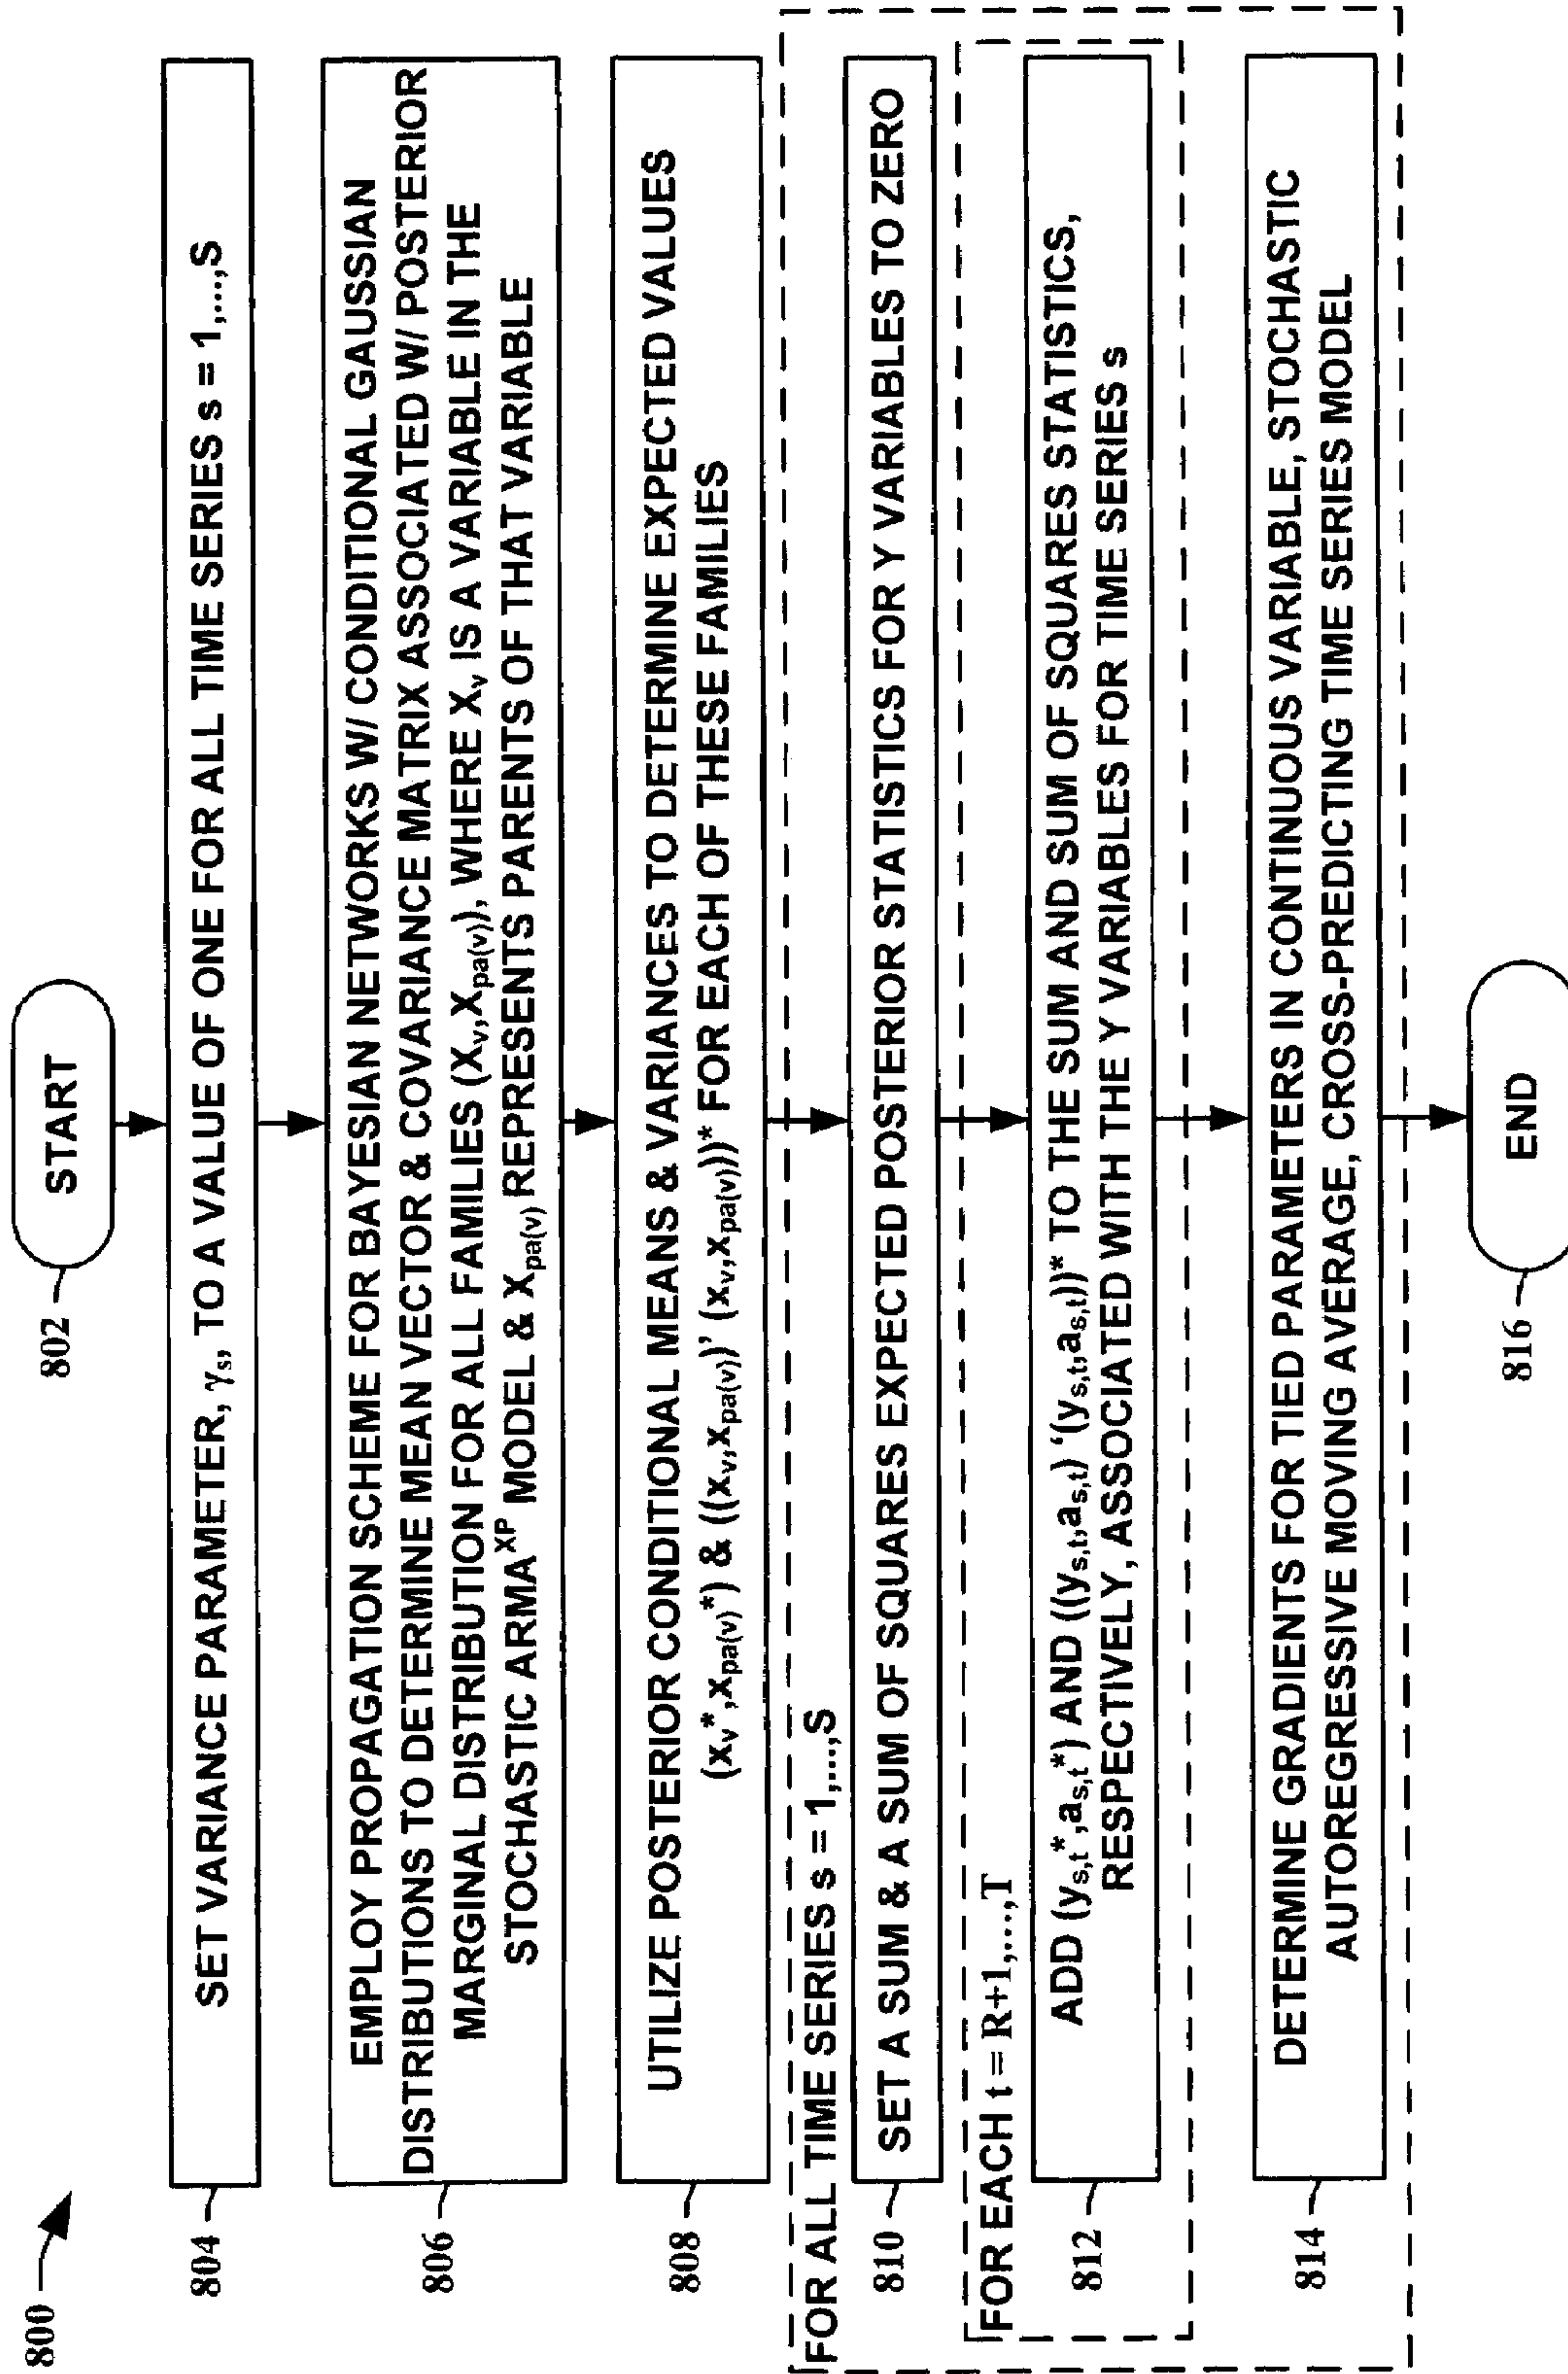 800
START
802
SET VARIANCE PARAMETER, γs, TO A VALUE OF ONE FOR ALL TIME SERIES s = 1,...,S
804
EMPLOY PROPAGATION SCHEME FOR BAYESIAN NETWORKS W/ CONDITIONAL GAUSSIAN
DISTRIBUTIONS TO DETERMINE MEAN VECTOR & COVARIANCE MATRIX ASSOCIATED W/ POSTERIOR
MARGINAL DISTRIBUTION FOR ALL FAMILIES (Xv,Xpa(v)), WHERE Xv IS A VARIABLE IN THE
STOCHASTIC ARMA^XP MODEL & Xpa(v) REPRESENTS PARENTS OF THAT VARIABLE
806
UTILIZE POSTERIOR CONDITIONAL MEANS & VARIANCES TO DETERMINE EXPECTED VALUES
(xv*,xpa(v)*) & ((xv,xpa(v))' (xv,xpa(v)))* FOR EACH OF THESE FAMILIES
808
FOR ALL TIME SERIES s = 1,...,S
SET A SUM & A SUM OF SQUARES EXPECTED POSTERIOR STATISTICS FOR Y VARIABLES TO ZERO
810
FOR EACH t = R+1,...,T
ADD (ys,t*,as,t*) AND ((ys,t,as,t) '(ys,t,as,t))* TO THE SUM AND SUM OF SQUARES STATISTICS,
RESPECTIVELY, ASSOCIATED WITH THE Y VARIABLES FOR TIME SERIES s
812
DETERMINE GRADIENTS FOR TIED PARAMETERS IN CONTINUOUS VARIABLE, STOCHASTIC
AUTOREGRESSIVE MOVING AVERAGE, CROSS-PREDICTING TIME SERIES MODEL
814
END
816